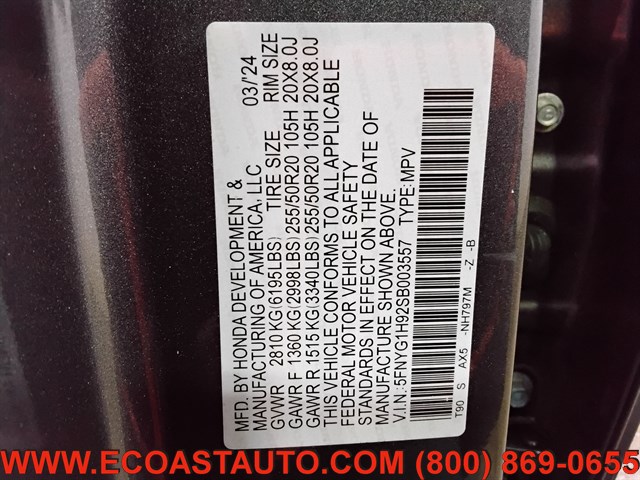 MFD. BY HONDA DEVELOPMENT &
MANUFACTURING OF AMERICA, LLC 03/'24
GVWR 2810 KG(6195LBS) TIRE SIZE RIM SIZE
GAWR F 1360 KG(2998LBS) 255/50R20 105H 20X8.0J
GAWR R 1515 KG(3340LBS) 255/50R20 105H 20X8.0J
THIS VEHICLE CONFORMS TO ALL APPLICABLE
FEDERAL MOTOR VEHICLE SAFETY
STANDARDS IN EFFECT ON THE DATE OF
MANUFACTURE SHOWN ABOVE.
V.I.N.: 5FNYG1H92SB003557 TYPE: MPV
T90 S AX5 -NH797M -Z -B
WWW.ECOASTAUTO.COM (800) 869-0655